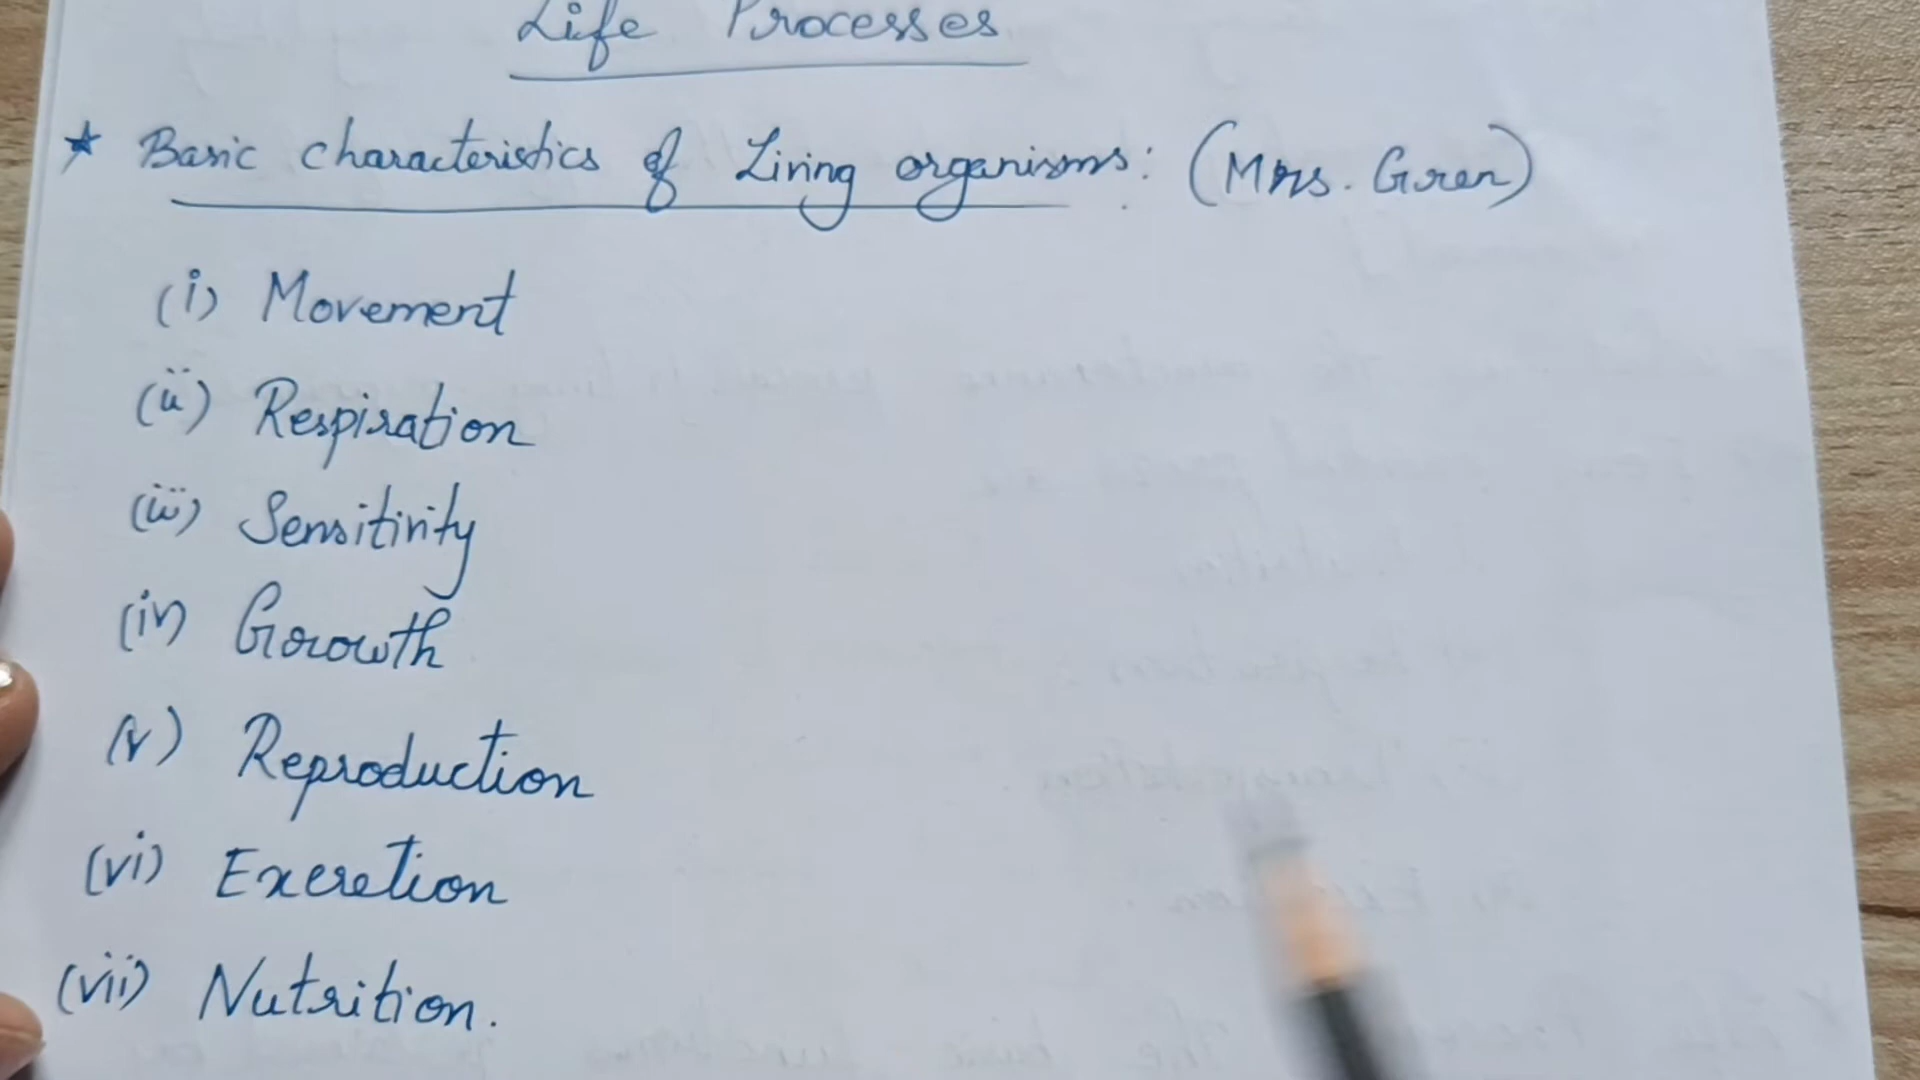 Life Processes
★ Basic characteristics of Living organisms: (Mrs. Gren)
(i) Movement
(ii) Respiration
(iii) Sensitivity
(iv) Growth
(v) Reproduction
(vi) Excretion
(vii) Nutrition.